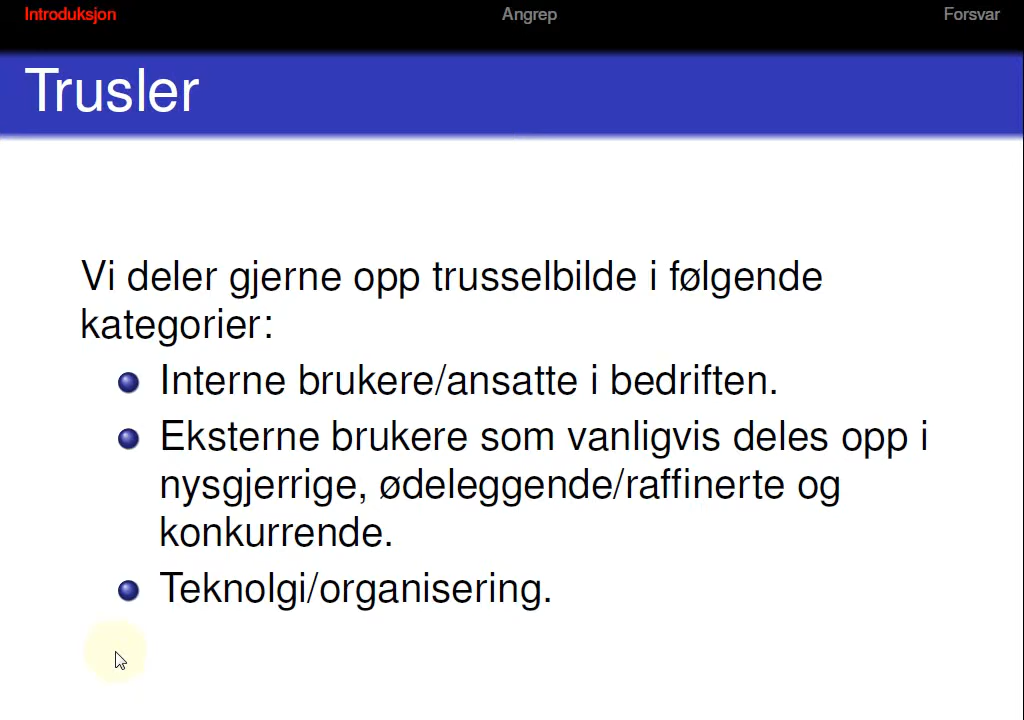 Introduksjon Angrep Forsvar
Trusler
Vi deler gjerne opp trusselbilde i følgende
kategorier:
Interne brukere/ansatte i bedriften.
Eksterne brukere som vanligvis deles opp i
nysgjerrige, ødeleggende/raffinerte og
konkurrende.
Teknolgi/organisering.